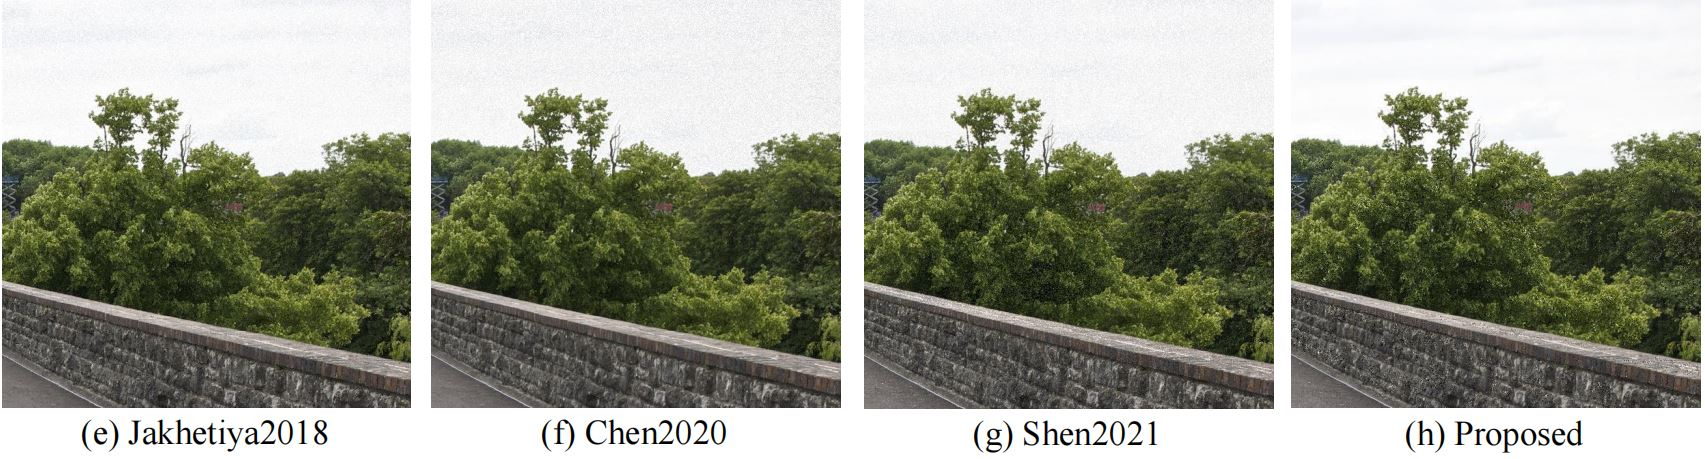 (e) Jakhetiya2018
(f) Chen2020
(g) Shen2021
(h) Proposed